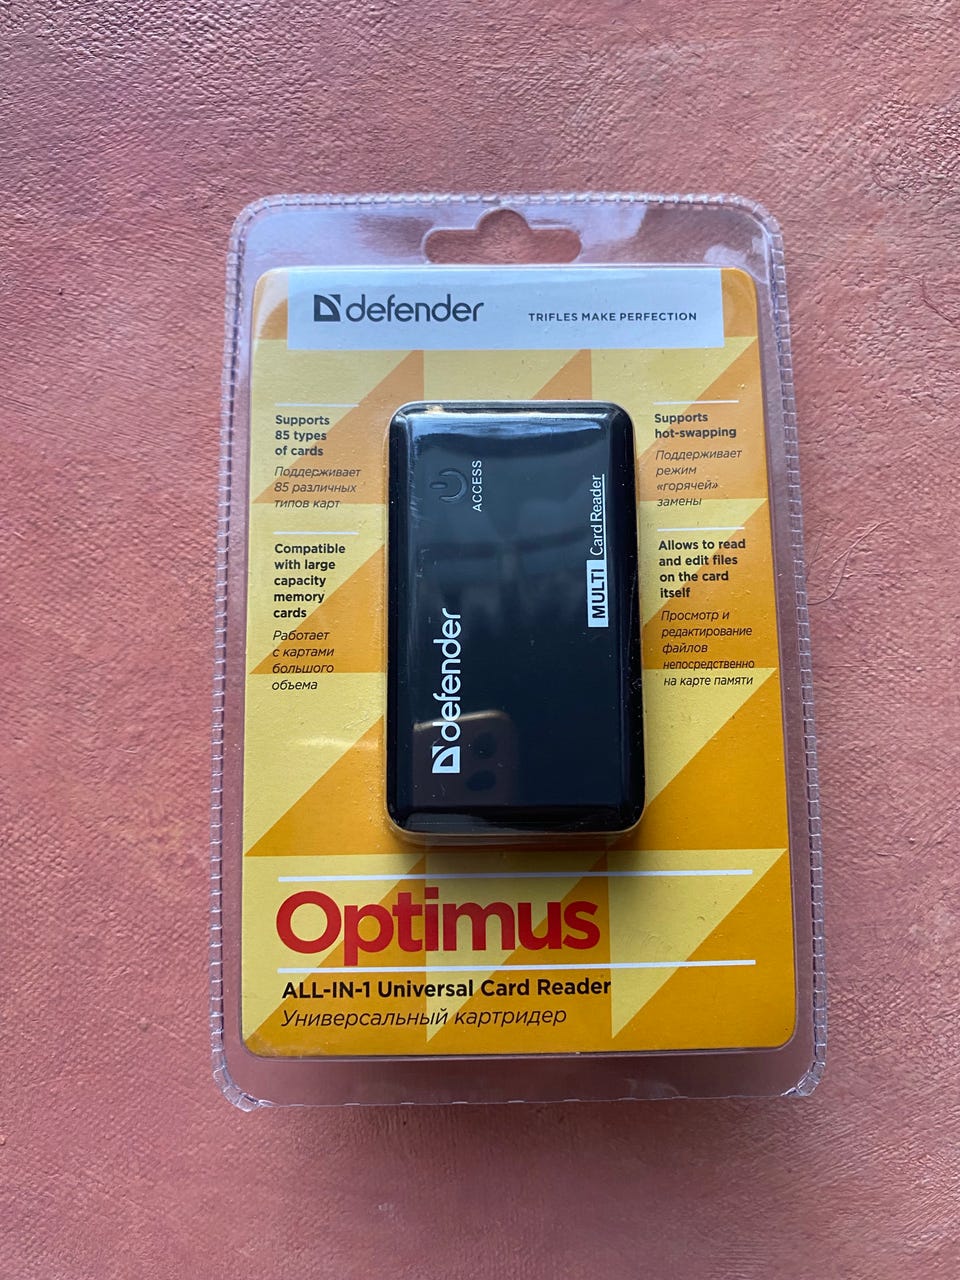 defender
TRIFLES MAKE PERFECTION
Supports
85 types
of cards
Поддерживает
85 различных
типов карт
Compatible
with large
capacity
memory
cards
Работает
с картами
большого
объема
ACCESS
MULTI Card Reader
defender
Supports
hot-swapping
Поддерживает
режим
«горячей»
замены
Allows to read
and edit files
on the card
itself
Просмотр и
редактирование
файлов
непосредственно
на карте памяти
Optimus
ALL-IN-1 Universal Card Reader
Универсальный картридер